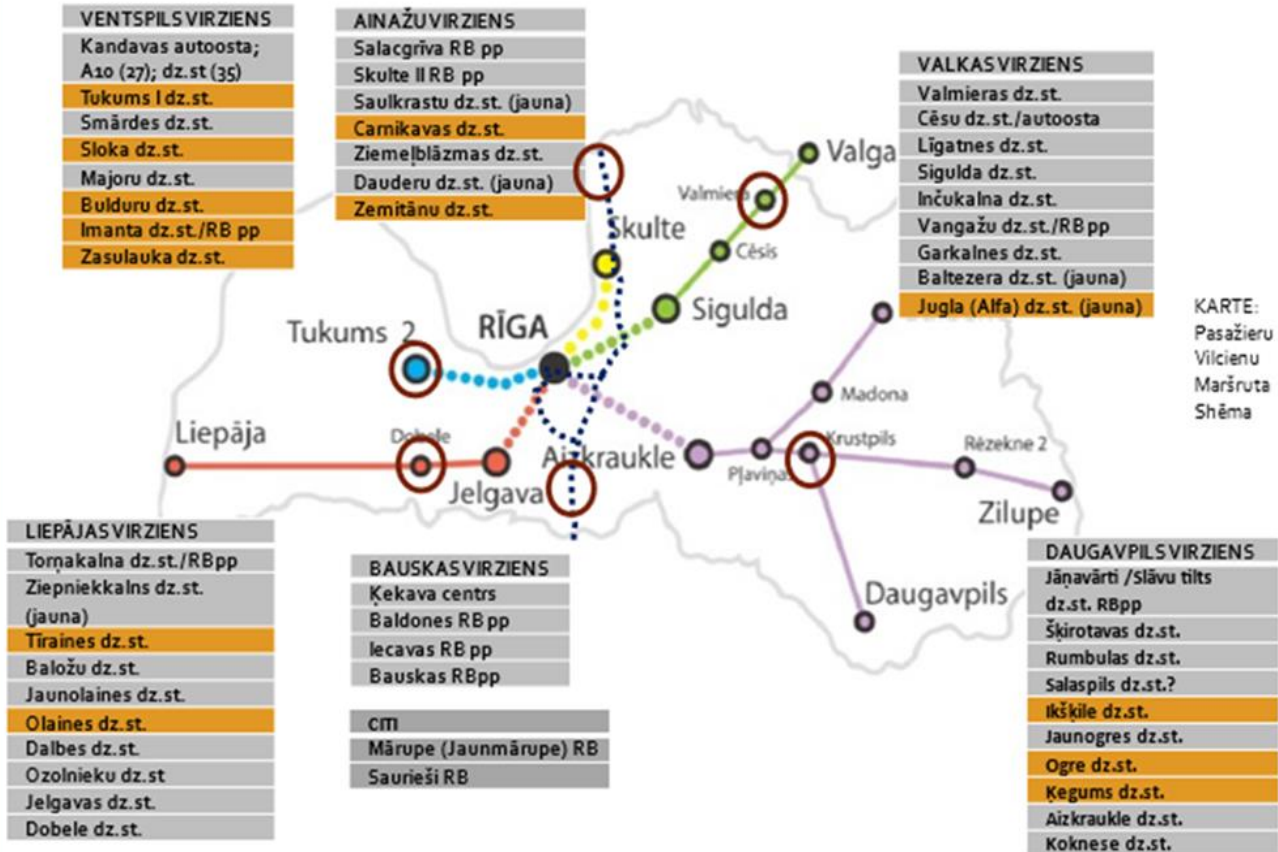 VENTSPILS VIRZIENS
Kandavas autoosta;
A10 (27); dz.st (35)
Tukums I dz.st.
Smārdes dz.st.
Sloka dz.st.
Majoru dz.st.
Bulduru dz.st.
Imanta dz.st./RB pp
Zasulauka dz.st.
AINAŽU VIRZIENS
Salacgrīva RB pp
Skulte II RB pp
Saulkrastu dz.st. (jauna)
Carnikavas dz.st.
Ziemeļblāzmas dz.st.
Dauderu dz.st. (jauna)
Zemitānu dz.st.
VALKAS VIRZIENS
Valmieras dz.st.
Cēsu dz.st./autoosta
Līgatnes dz.st.
Sigulda dz.st.
Inčukalna dz.st.
Vangažu dz.st./RB pp
Garkalnes dz.st.
Baltezera dz.st. (jauna)
Jugla (Alfa) dz.st. (jauna)
KARTE:
Pasažieru
Vilcienu
Maršruta
Shēma
Valga
Valmiera
Cēsis
Skulte
Sigulda
RĪGA
Tukums 2
Madona
Liepāja
Dobele
Jelgava
Aizkraukle
Pļaviņas
Krustpils
Rēzekne 2
Zilupe
Daugavpils
LIEPĀJAS VIRZIENS
Torņakalna dz.st./RBpp
Ziepniekkalns dz.st.
(jauna)
Tīraines dz.st.
Baložu dz.st.
Jaunolaines dz.st.
Olaines dz.st.
Dalbes dz.st.
Ozolnieku dz.st
Jelgavas dz.st.
Dobele dz.st.
BAUSKAS VIRZIENS
Ķekava centrs
Baldones RB pp
Iecavas RB pp
Bauskas RBpp
CITI
Mārupe (Jaunmārupe) RB
Saurieši RB
DAUGAVPILS VIRZIENS
Jāņavārti /Slāvu tilts
dz.st. RBpp
Šķirotavas dz.st.
Rumbulas dz.st.
Salaspils dz.st.?
Ikšķile dz.st.
Jaunogres dz.st.
Ogre dz.st.
Ķegums dz.st.
Aizkraukle dz.st.
Koknese dz.st.